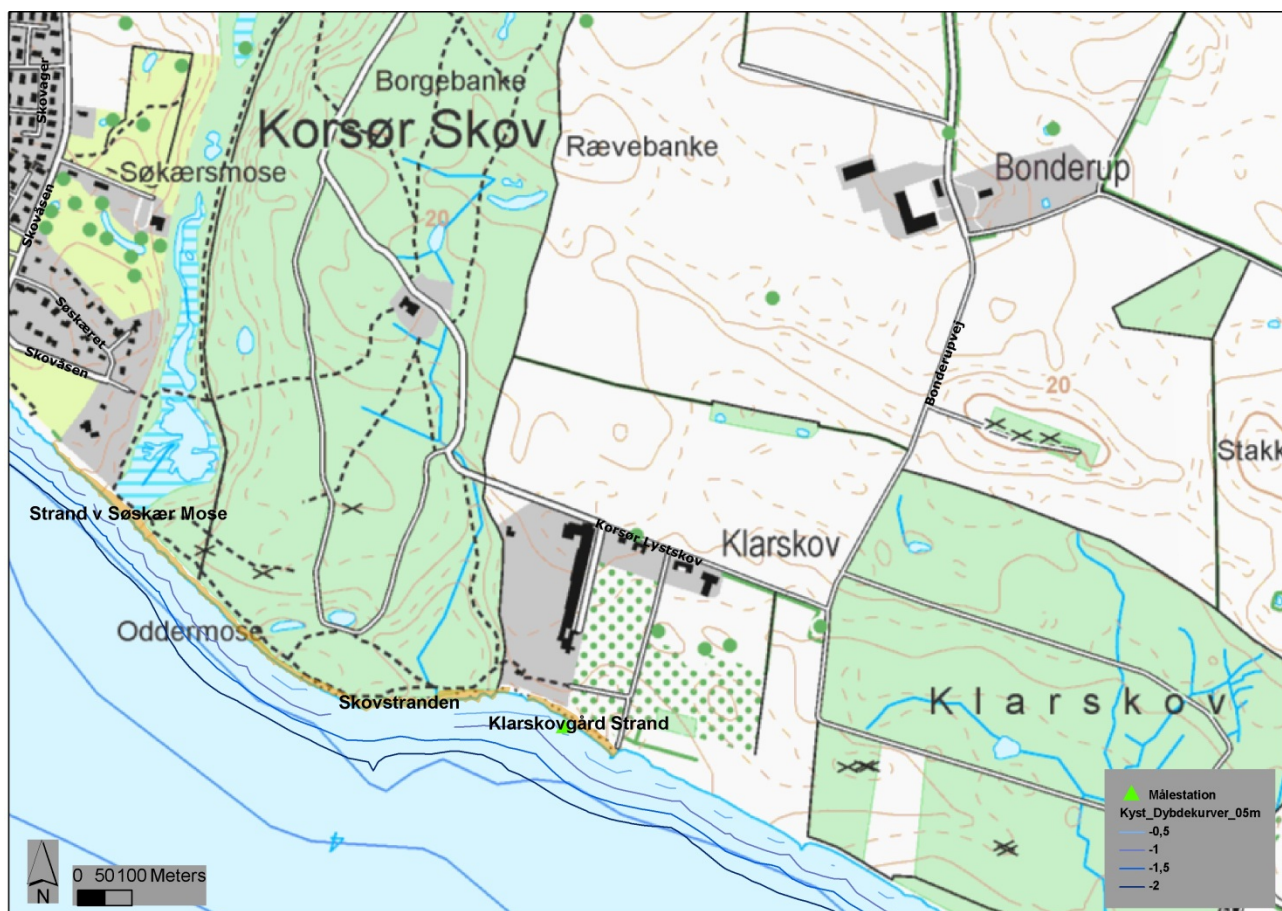 Skovager
Borgebanke
Korsør Skov
Rævebanke
Søkærsmose
Bonderup
Skovåsen
20
Søskæret
Skovåsen
Bonderupvej
20
Stakk
Strand v Søskær Mose
Korsør Lystskov
Klarskov
Oddermose
Skovstranden
Klarskovgård Strand
Klarskov
4
N
0 50 100 Meters
Målestation
Kyst_Dybdekurver_05m
-0,5
-1
-1,5
-2